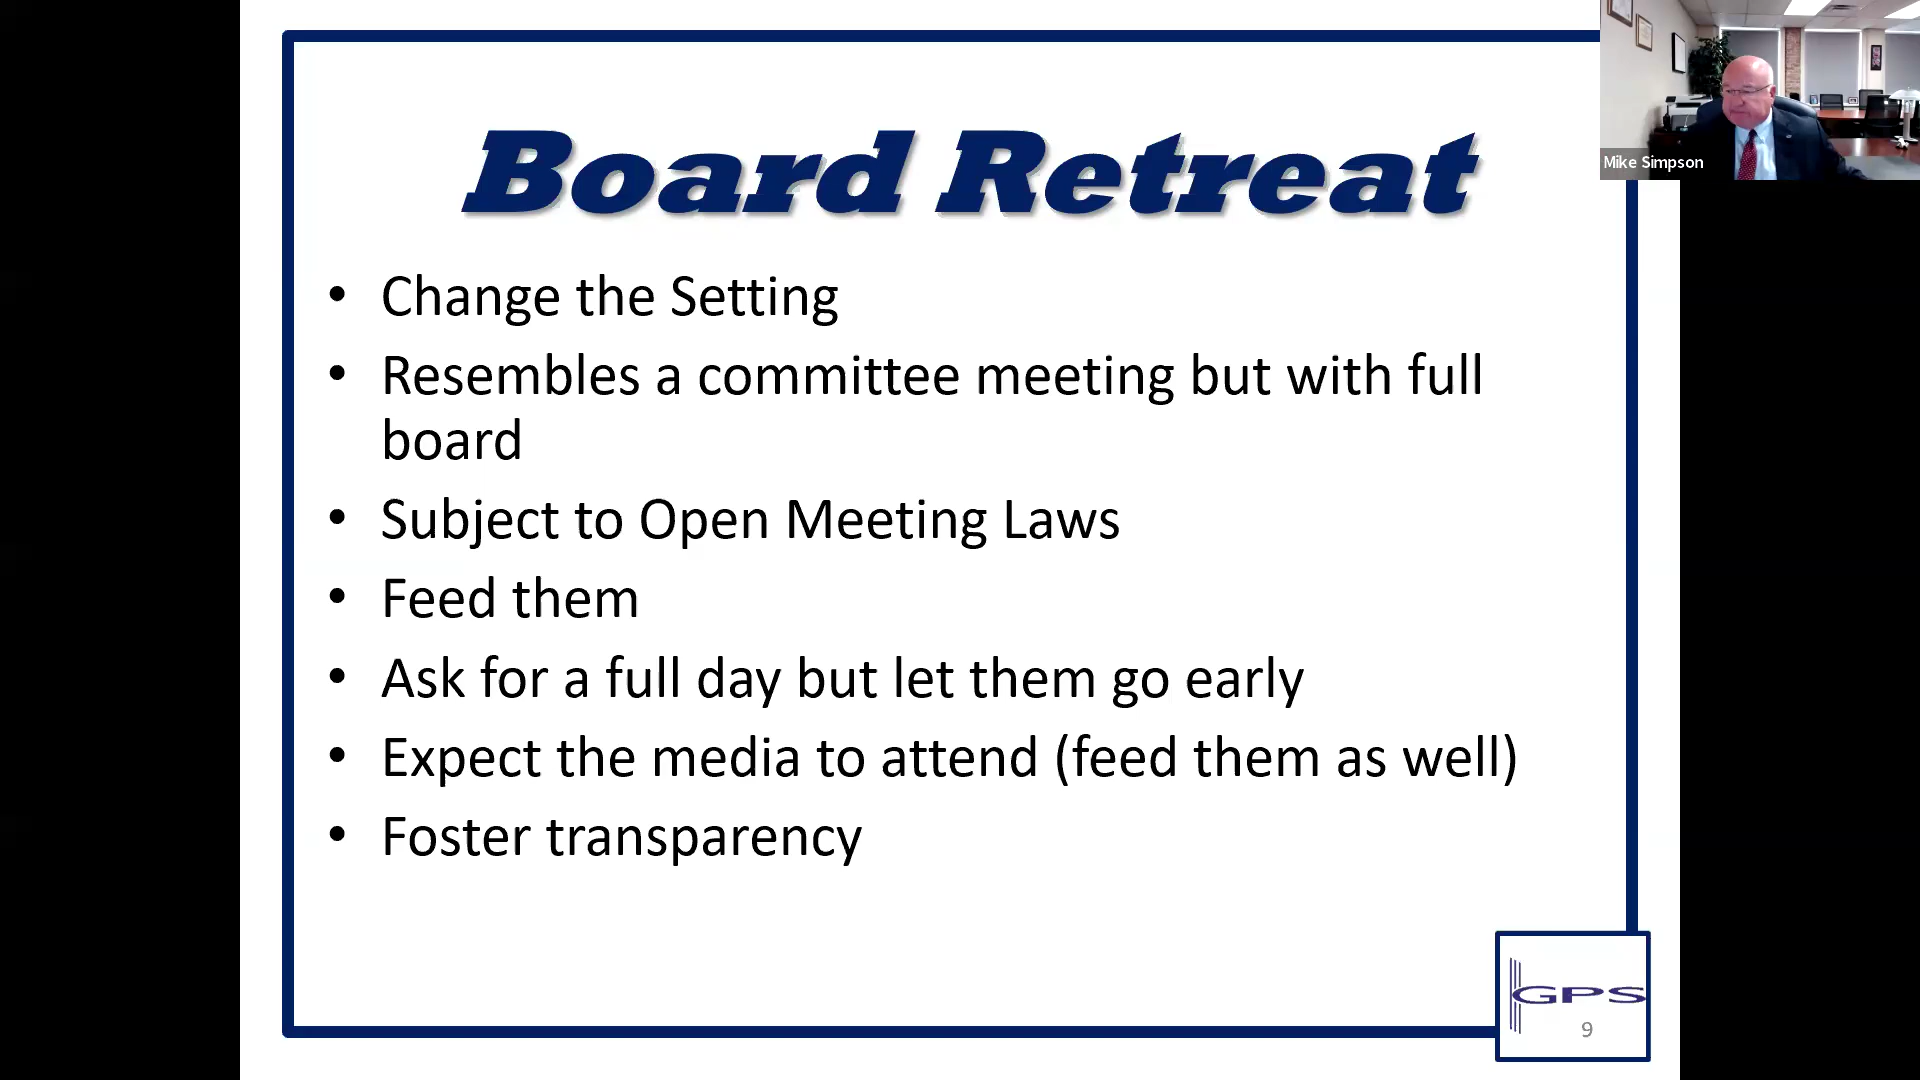 Board Retreat
• Change the Setting
• Resembles a committee meeting but with full
board
• Subject to Open Meeting Laws
• Feed them
• Ask for a full day but let them go early
• Expect the media to attend (feed them as well)
• Foster transparency
Mike Simpson
GPS
9